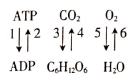 ATP CO₂ O₂
1 2 3 4 5 6
ADP C₆H₁₂O₆ H₂O